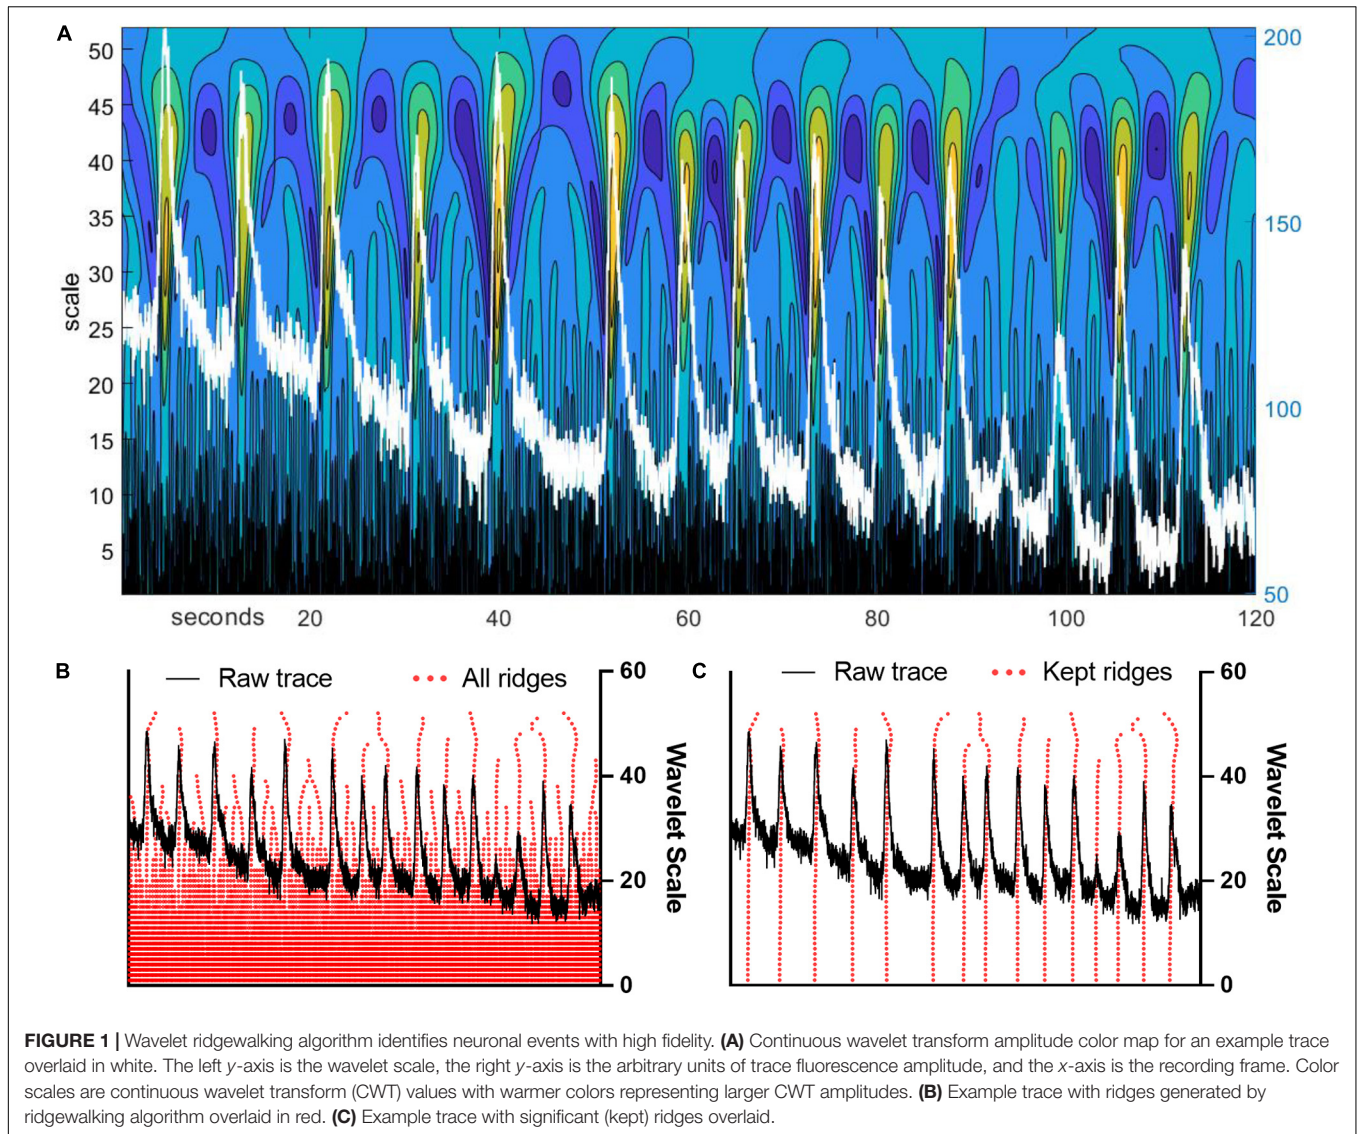 A
50
45
40
35
30
25
20
15
10
5
scale
200
150
100
50
seconds 20 40 60 80 100 120
B
Raw trace All ridges
60
40
20
0
Wavelet Scale
C
Raw trace Kept ridges
60
40
20
0
Wavelet Scale
FIGURE 1 | Wavelet ridgewalking algorithm identifies neuronal events with high fidelity. (A) Continuous wavelet transform amplitude color map for an example trace
overlaid in white. The left y-axis is the wavelet scale, the right y-axis is the arbitrary units of trace fluorescence amplitude, and the x-axis is the recording frame. Color
scales are continuous wavelet transform (CWT) values with warmer colors representing larger CWT amplitudes. (B) Example trace with ridges generated by
ridgewalking algorithm overlaid in red. (C) Example trace with significant (kept) ridges overlaid.